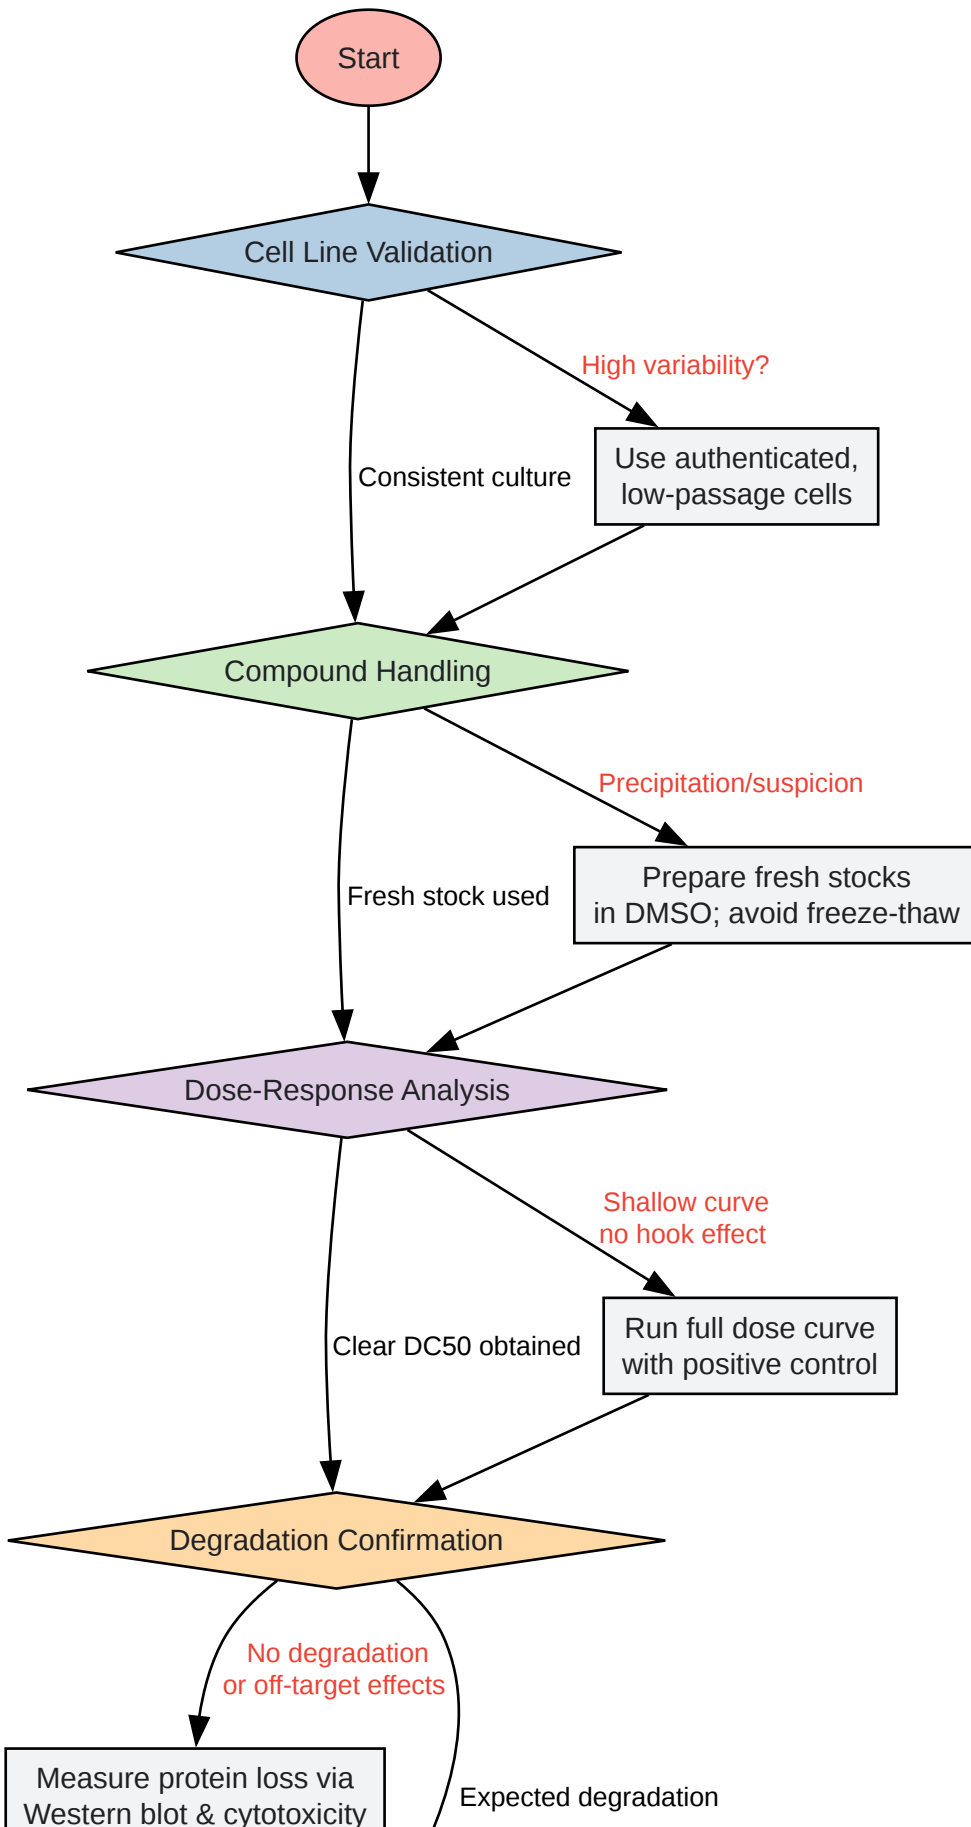 Start
Cell Line Validation
High variability?
Use authenticated,
low-passage cells
Consistent culture
Compound Handling
Precipitation/suspicion
Prepare fresh stocks
in DMSO; avoid freeze-thaw
Fresh stock used
Dose-Response Analysis
Shallow curve
no hook effect
Run full dose curve
with positive control
Clear DC50 obtained
Degradation Confirmation
No degradation
or off-target effects
Measure protein loss via
Western blot & cytotoxicity
Expected degradation